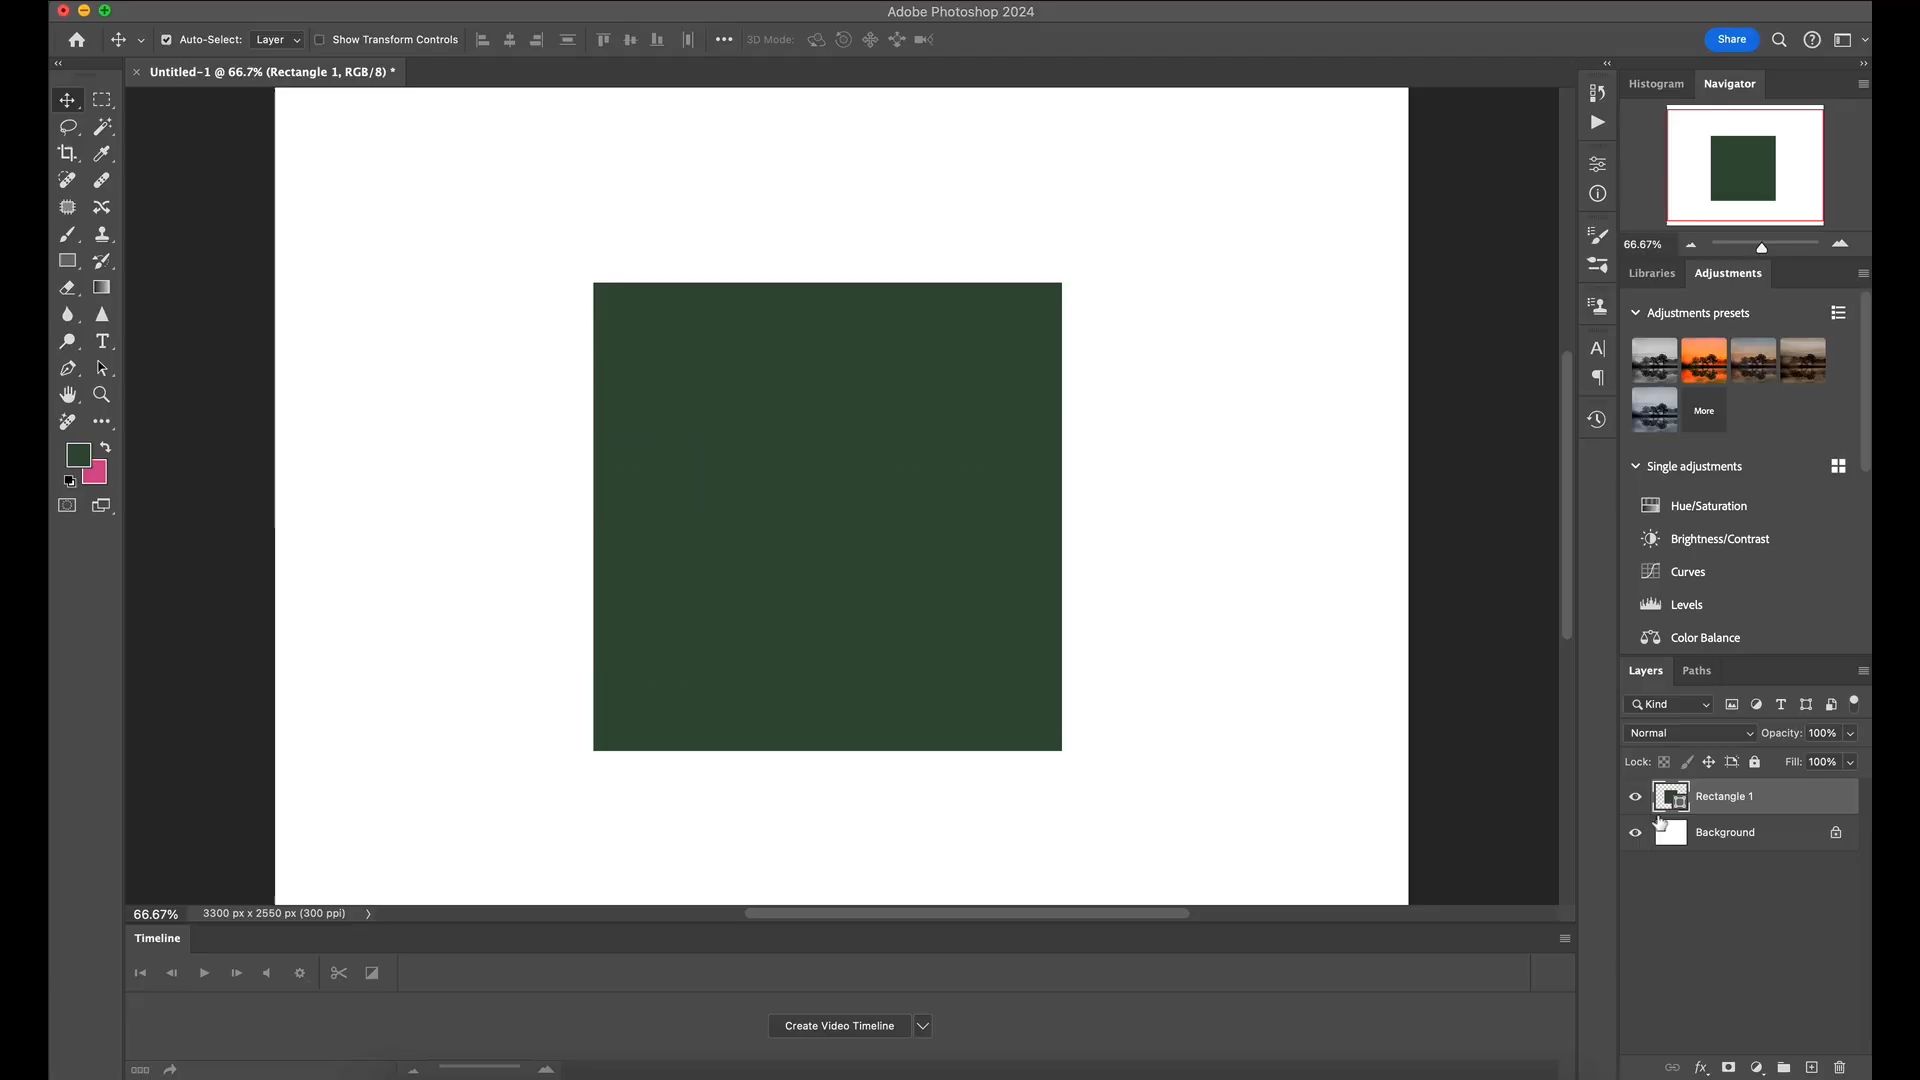 Adobe Photoshop 2024
Auto-Select: Layer Show Transform Controls ••• 3D Mode: Share
Untitled-1 @ 66.7% (Rectangle 1, RGB/8) *
Histogram Navigator
66.67%
Libraries Adjustments
Adjustments presets
More
Single adjustments
Hue/Saturation
Brightness/Contrast
Curves
Levels
Color Balance
Layers Paths
Kind
Normal Opacity: 100%
Lock: Fill: 100%
Rectangle 1
Background
66.67% 3300 px x 2550 px (300 ppi)
Timeline
Create Video Timeline
fx